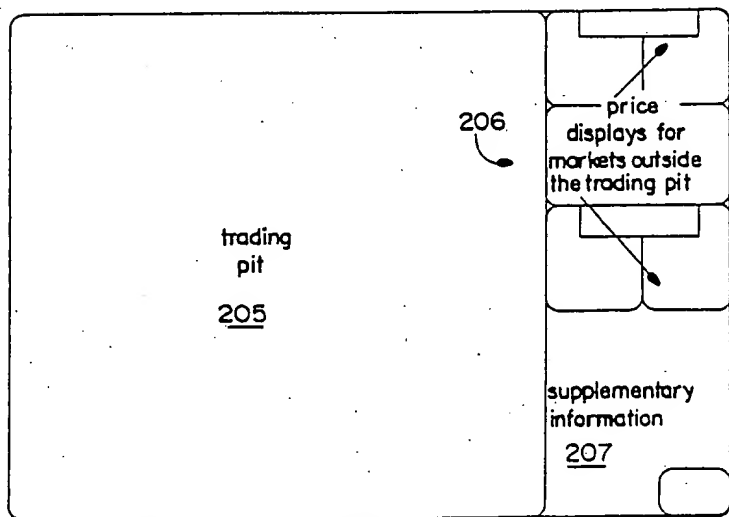 206
trading
pit
205
price
displays for
markets outside
the trading pit
supplementary
information
207